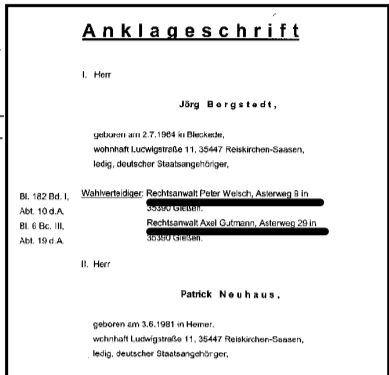 Anklageschrift
I. Herr
Jörg Bergstedt,
geboren am 2.7.1964 in Bleckede,
wohnhaft Ludwigstraße 11, 35447 Reiskirchen-Saasen,
ledig, deutscher Staatsangehöriger,
Bl. 182 Bd. I, Wahlverteidiger: Rechtsanwalt Peter Weisch, Asterweg 9 in
Abt. 10 d.A. 35390 Gießen.
Bl. 6 Bc. III, Rechtsanwalt Axel Gutmann, Asterweg 29 in
Abt. 19 d.A. 35390 Gießen.
II. Herr
Patrick Neuhaus,
geboren am 3.6.1981 in Hemer,
wohnhaft Ludwigstraße 11, 35447 Reiskirchen-Saasen,
ledig, deutscher Staatsangehörger,